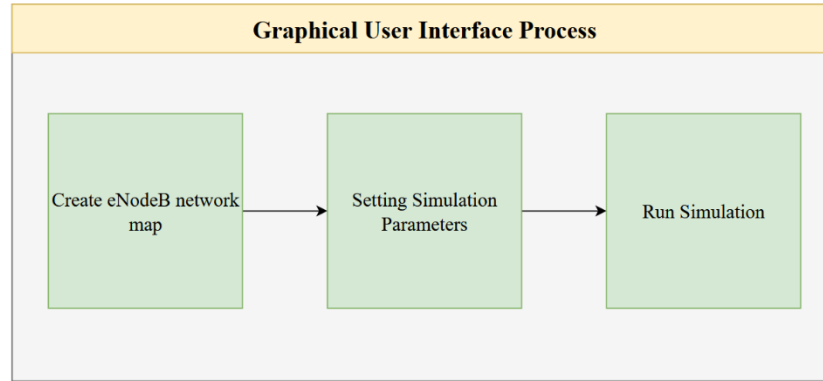 Graphical User Interface Process
Create eNodeB network
map
Setting Simulation
Parameters
Run Simulation